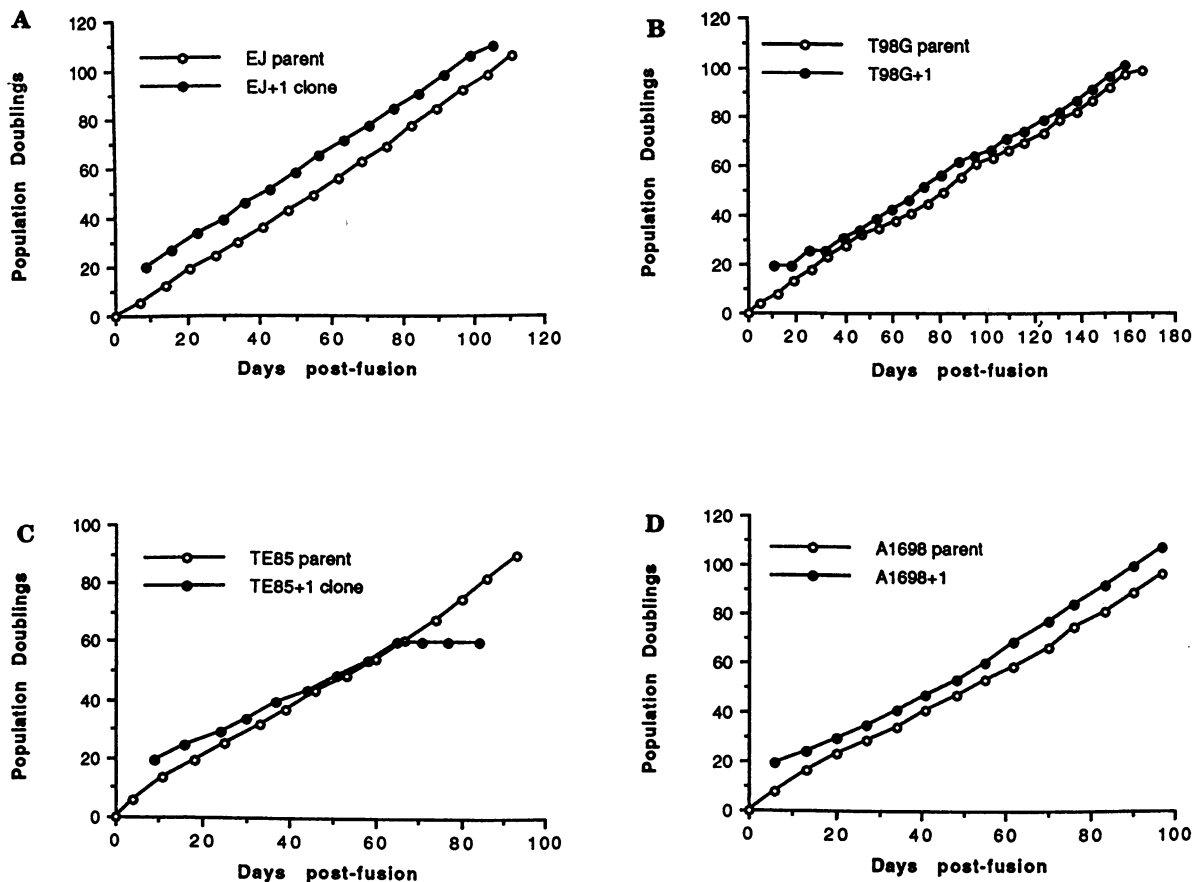 A
EJ parent
EJ+1 clone
120
100
80
60
40
20
0
Population Doublings
0 20 40 60 80 100 120
Days post-fusion
B
T98G parent
T98G+1
120
100
80
60
40
20
0
Population Doublings
0 20 40 60 80 100 120 140 160 180
Days post-fusion
C
TE85 parent
TE85+1 clone
100
80
60
40
20
0
Population Doublings
0 20 40 60 80 100
Days post-fusion
D
A1698 parent
A1698+1
120
100
80
60
40
20
0
Population Doublings
0 20 40 60 80 100
Days post-fusion